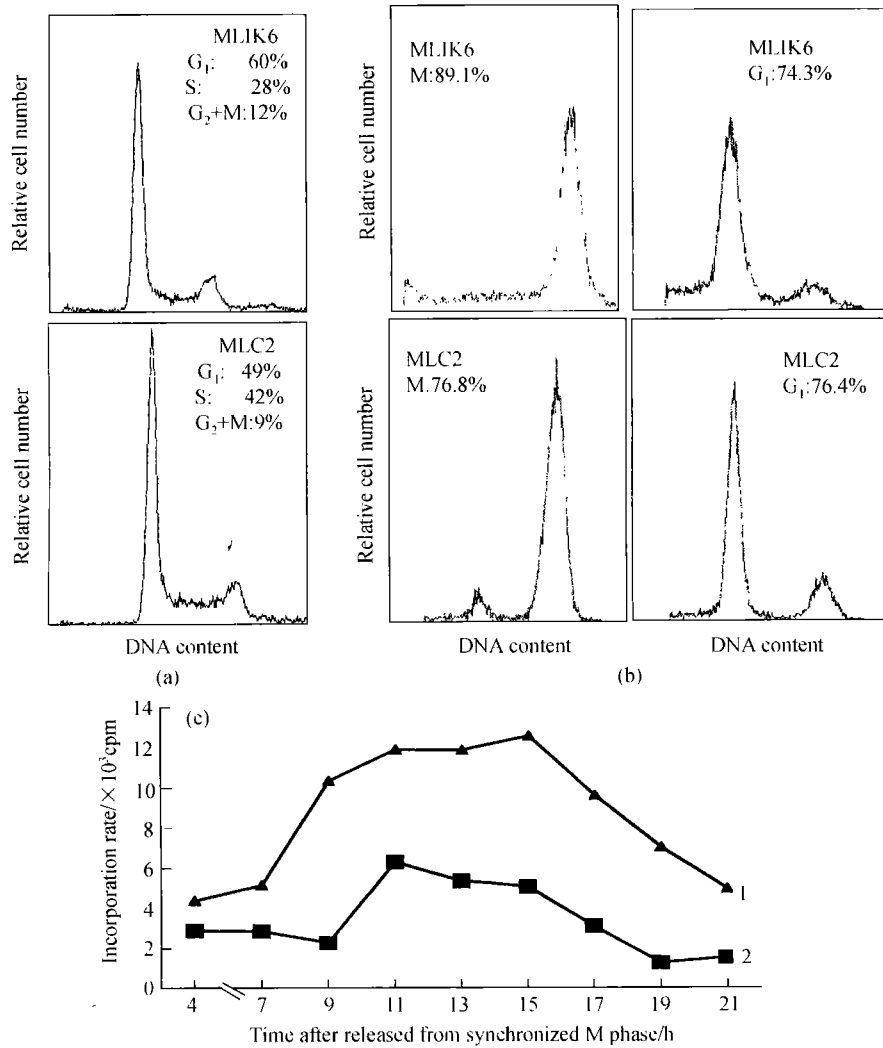 MLIK6
G₁: 60%
S: 28%
G₂+M:12%
Relative cell number
MLC2
G₁: 49%
S: 42%
G₂+M:9%
Relative cell number
DNA content
(a)
MLIK6
M:89.1%
Relative cell number
MLIK6
G₁:74.3%
MLC2
M.76.8%
Relative cell number
MLC2
G₁:76.4%
DNA content
(b)
(c)
14
12
10
8
6
4
2
0
Incorporation rate/×10³cpm
1
2
4 7 9 11 13 15 17 19 21
Time after released from synchronized M phase/h